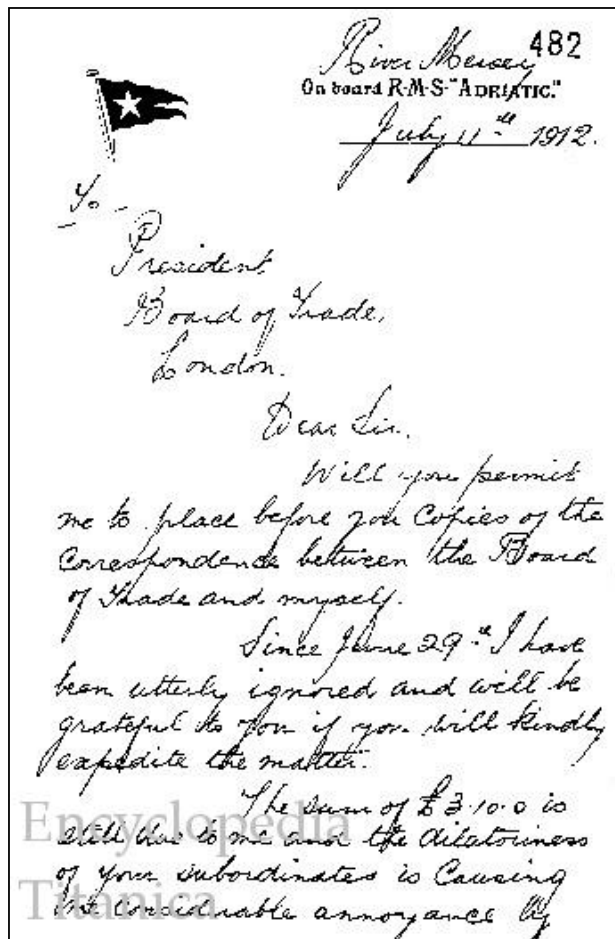 482
River Mersey
On board R·M·S·"ADRIATIC."
July 11th 1912.
To -
President
Board of Trade,
London.
Dear Sir.
Will you permit
me to place before you Copies of the
Correspondence between the Board
of Trade and myself.
Since June 29th I have
been utterly ignored and will be
grateful to you if you will kindly
expedite the matter.
The sum of £3·10·0 is
still due to me and the dilatoriness
of your subordinates is Causing
me considerable annoyance by
Encyclopedia
Titanica